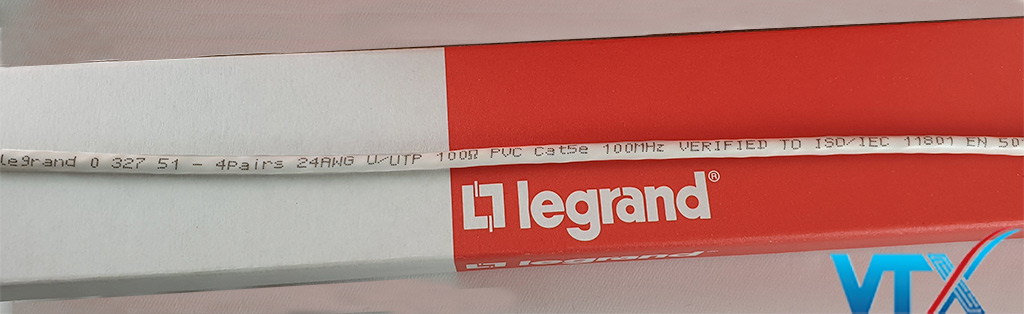 legrand 0 327 51 - 4Pairs 24AWG U/UTP 100Ω PVC Cat5e 100MHz VERIFIED TO ISO/IEC 11801 EN
legrand®
legrand
VTX